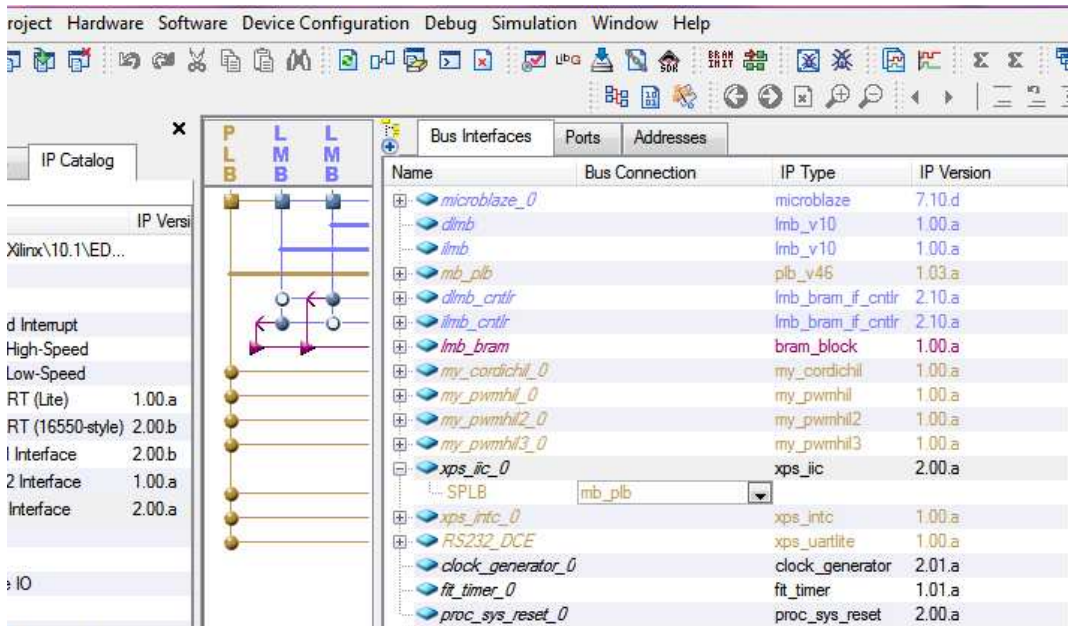 roject Hardware Software Device Configuration Debug Simulation Window Help
IP Catalog
IP Versi
Xilinx\10.1\ED...
d Interrupt
High-Speed
Low-Speed
RT (Lite) 1.00.a
RT (16550-style) 2.00.b
l Interface 2.00.b
2 Interface 1.00.a
Interface 2.00.a
e IO
PLB LMB LMB
Bus Interfaces Ports Addresses
Name Bus Connection IP Type IP Version
microblaze_0 microblaze 7.10.d
dlmb lmb_v10 1.00.a
ilmb lmb_v10 1.00.a
mb_plb plb_v46 1.03.a
dlmb_cntlr lmb_bram_if_cntlr 2.10.a
ilmb_cntlr lmb_bram_if_cntlr 2.10.a
lmb_bram bram_block 1.00.a
my_cordichil_0 my_cordichil 1.00.a
my_pwmhil_0 my_pwmhil 1.00.a
my_pwmhil2_0 my_pwmhil2 1.00.a
my_pwmhil3_0 my_pwmhil3 1.00.a
xps_iic_0 xps_iic 2.00.a
SPLB mb_plb
xps_intc_0 xps_intc 1.00.a
RS232_DCE xps_uartlite 1.00.a
clock_generator_0 clock_generator 2.01.a
fit_timer_0 fit_timer 1.01.a
proc_sys_reset_0 proc_sys_reset 2.00.a